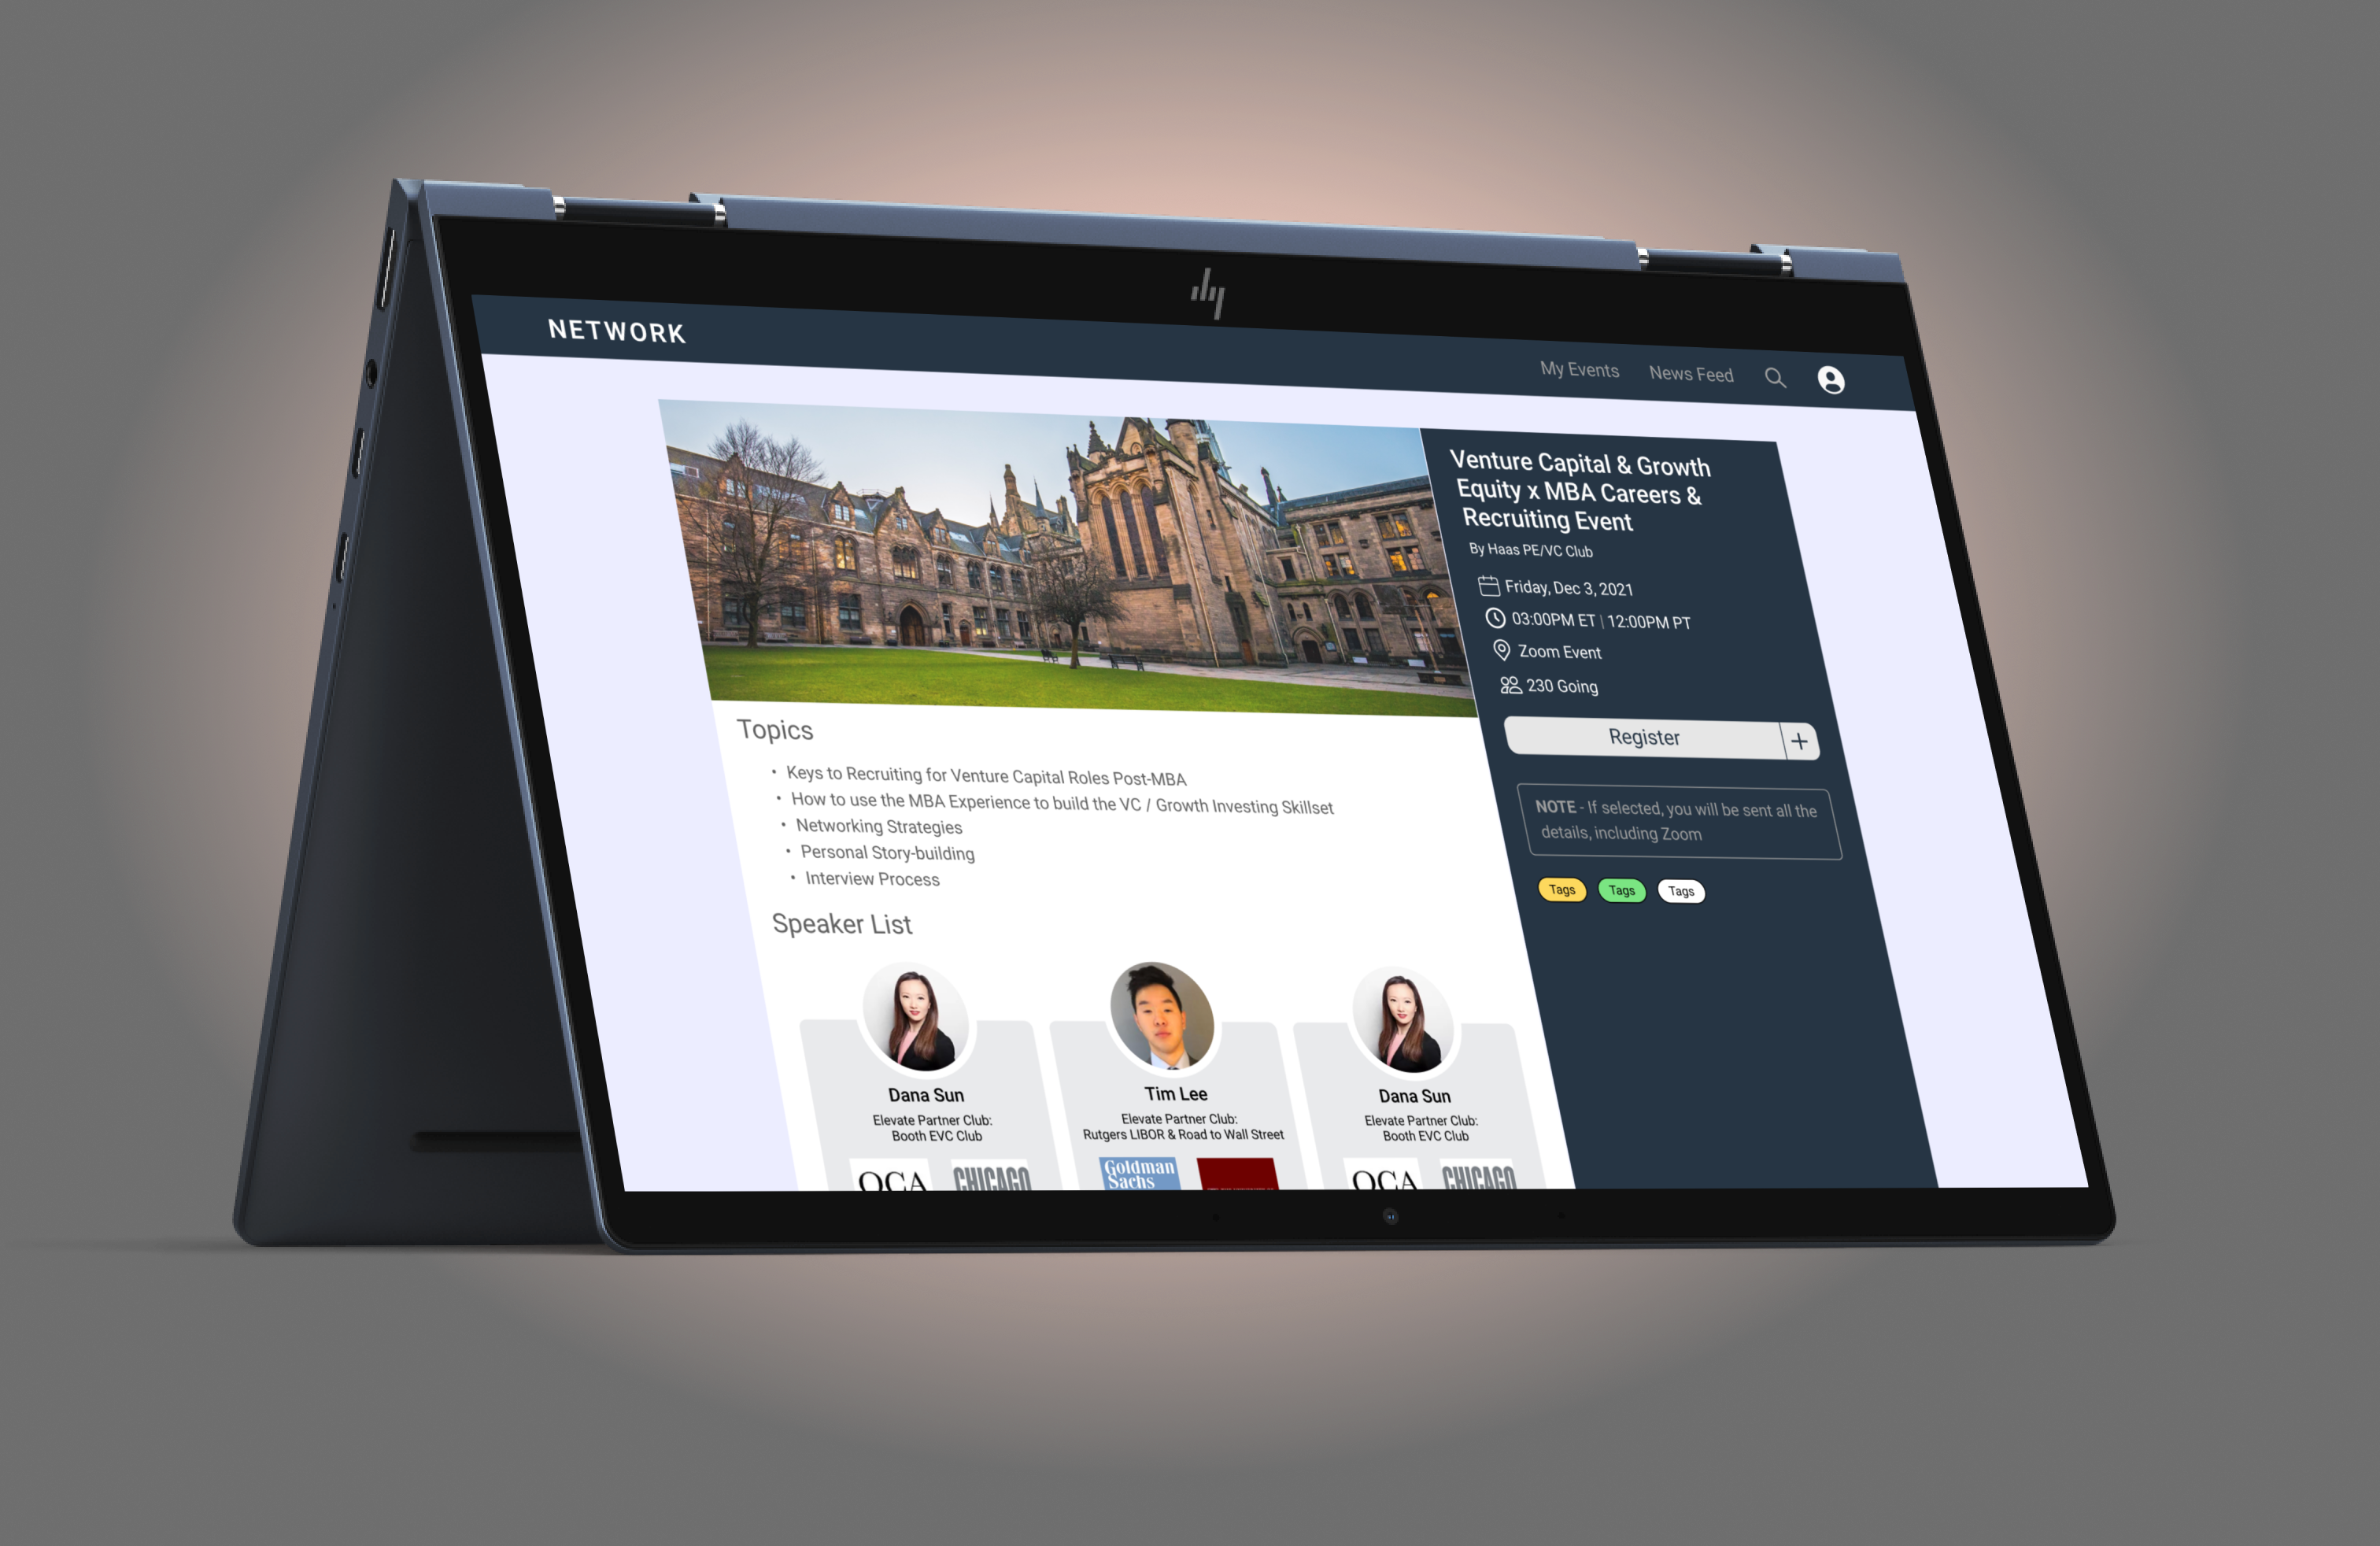 NETWORK
My Events
News Feed
Venture Capital & Growth
Equity x MBA Careers &
Recruiting Event
By Haas PE/VC Club
Friday, Dec 3, 2021
03:00PM ET | 12:00PM PT
Zoom Event
230 Going
Register +
NOTE - If selected, you will be sent all the
details, including Zoom
Tags
Tags
Tags
Topics
• Keys to Recruiting for Venture Capital Roles Post-MBA
• How to use the MBA Experience to build the VC / Growth Investing Skillset
• Networking Strategies
• Personal Story-building
• Interview Process
Speaker List
Dana Sun
Elevate Partner Club:
Booth EVC Club
OCA
CHICAGO
Tim Lee
Elevate Partner Club:
Rutgers LIBOR & Road to Wall Street
Goldman
Sachs
Dana Sun
Elevate Partner Club:
Booth EVC Club
OCA
CHICAGO
hp